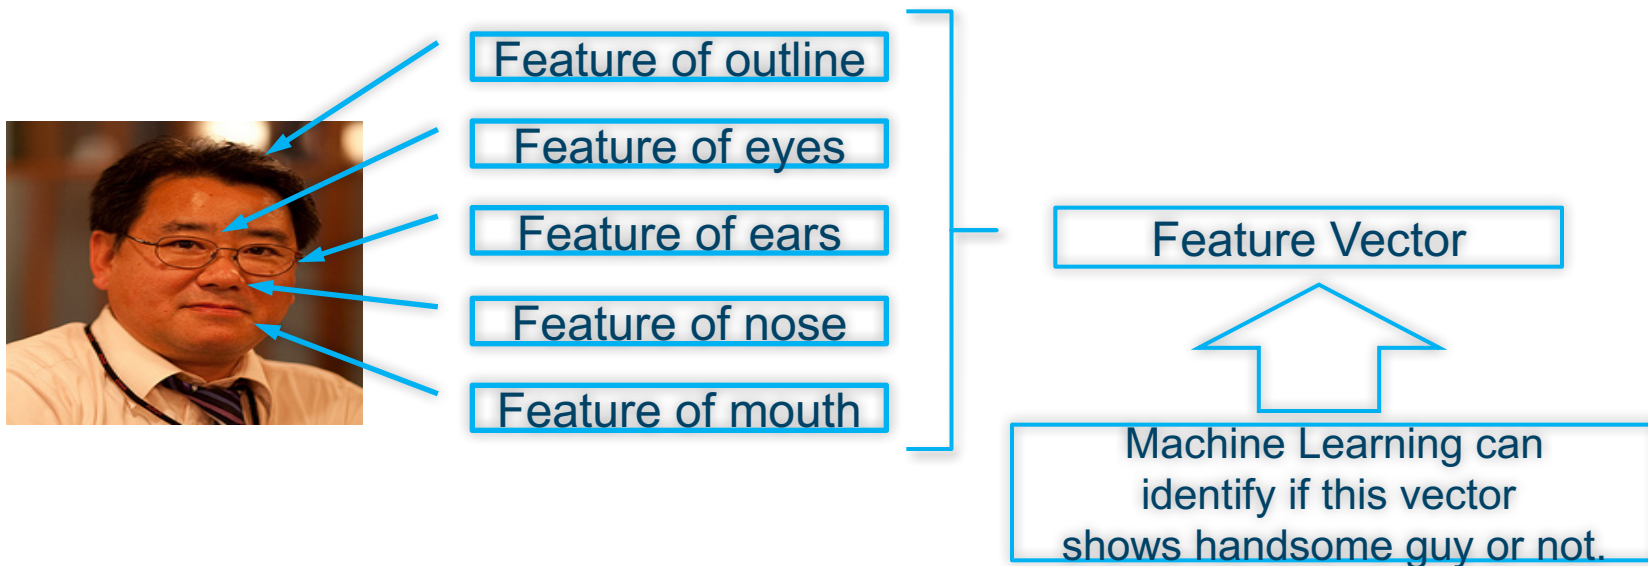 Feature of outline
Feature of eyes
Feature of ears
Feature of nose
Feature of mouth
Feature Vector
Machine Learning can
identify if this vector
shows handsome guy or not.